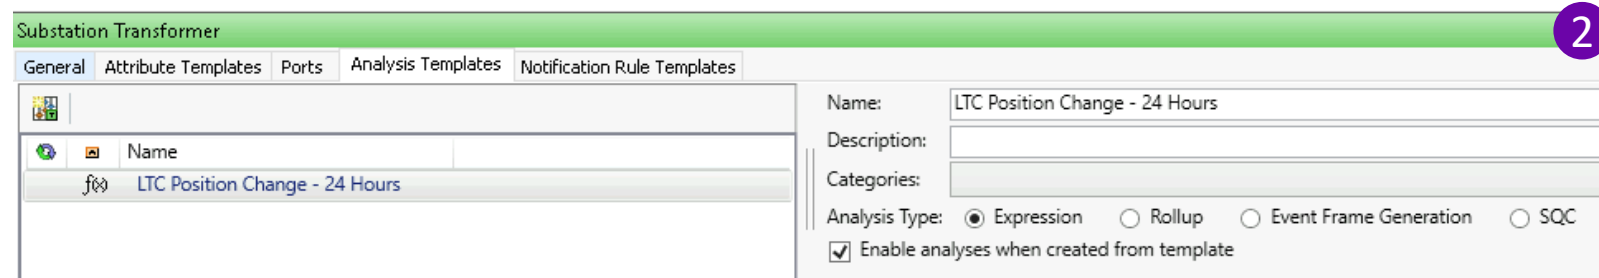 Substation Transformer
2
General Attribute Templates Ports Analysis Templates Notification Rule Templates
Name: LTC Position Change - 24 Hours
Description:
Name
Categories:
f(x) LTC Position Change - 24 Hours
Analysis Type: Expression Rollup Event Frame Generation SQC
Enable analyses when created from template